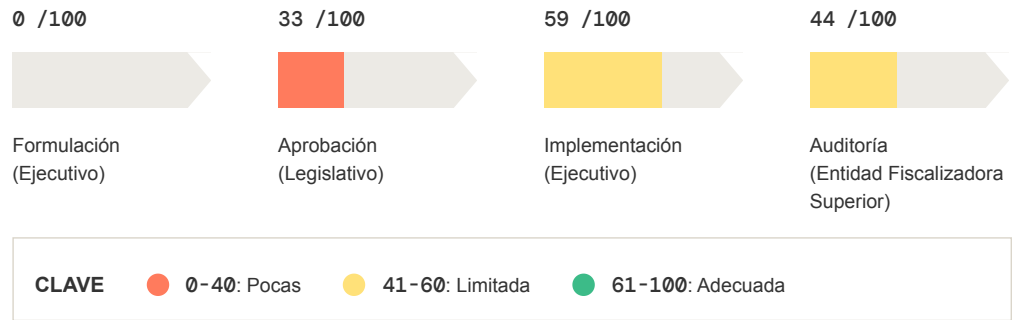 0 /100
33 /100
59 /100
44 /100
Formulación
(Ejecutivo)
Aprobación
(Legislativo)
Implementación
(Ejecutivo)
Auditoría
(Entidad Fiscalizadora
Superior)
CLAVE 0-40: Pocas 41-60: Limitada 61-100: Adecuada